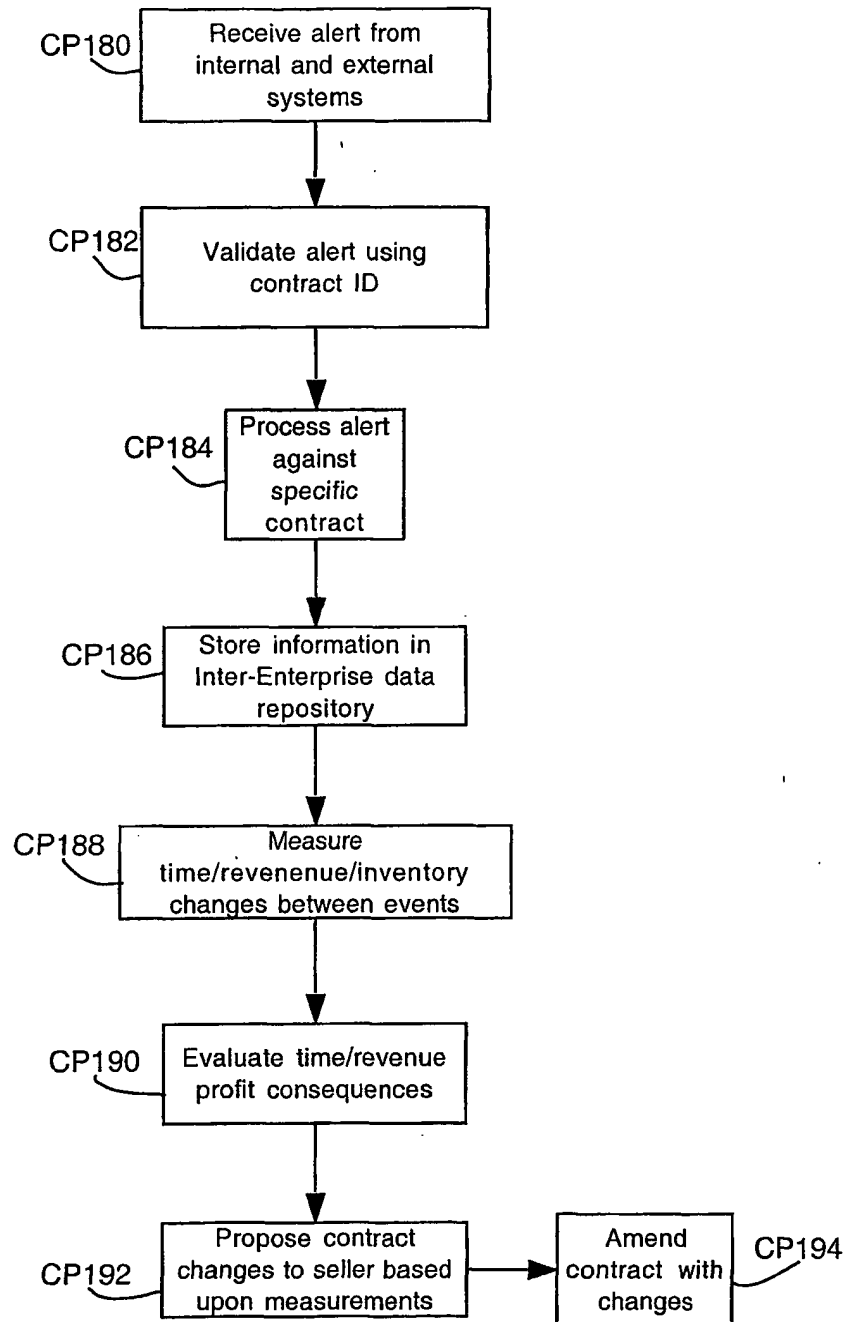 CP180
Receive alert from
internal and external
systems
CP182
Validate alert using
contract ID
CP184
Process alert
against
specific
contract
CP186
Store information in
Inter-Enterprise data
repository
CP188
Measure
time/revenenue/inventory
changes between events
CP190
Evaluate time/revenue
profit consequences
CP192
Propose contract
changes to seller based
upon measurements
Amend
contract with
changes
CP194